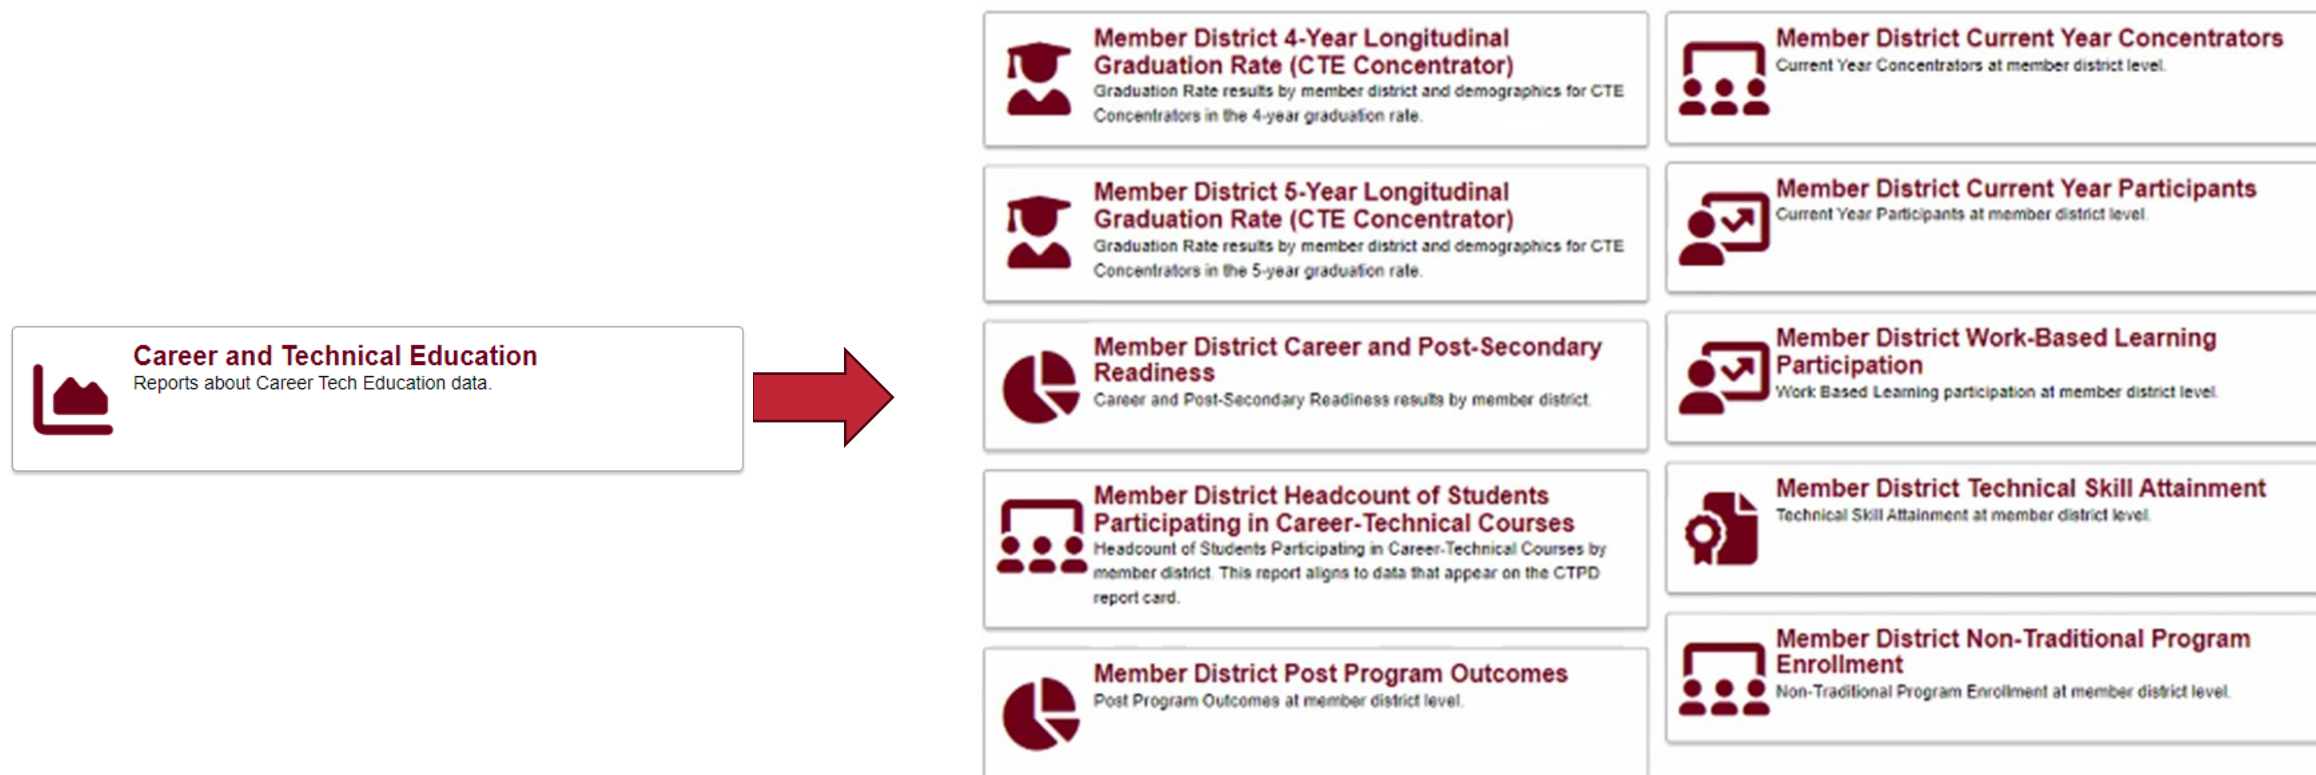 Career and Technical Education
Reports about Career Tech Education data.
Member District 4-Year Longitudinal
Graduation Rate (CTE Concentrator)
Graduation Rate results by member district and demographics for CTE
Concentrators in the 4-year graduation rate.
Member District 5-Year Longitudinal
Graduation Rate (CTE Concentrator)
Graduation Rate results by member district and demographics for CTE
Concentrators in the 5-year graduation rate.
Member District Career and Post-Secondary
Readiness
Career and Post-Secondary Readiness results by member district.
Member District Headcount of Students
Participating in Career-Technical Courses
Headcount of Students Participating in Career-Technical Courses by
member district. This report aligns to data that appear on the CTPD
report card.
Member District Post Program Outcomes
Post Program Outcomes at member district level.
Member District Current Year Concentrators
Current Year Concentrators at member district level.
Member District Current Year Participants
Current Year Participants at member district level.
Member District Work-Based Learning
Participation
Work Based Learning participation at member district level.
Member District Technical Skill Attainment
Technical Skill Attainment at member district level.
Member District Non-Traditional Program
Enrollment
Non-Traditional Program Enrollment at member district level.